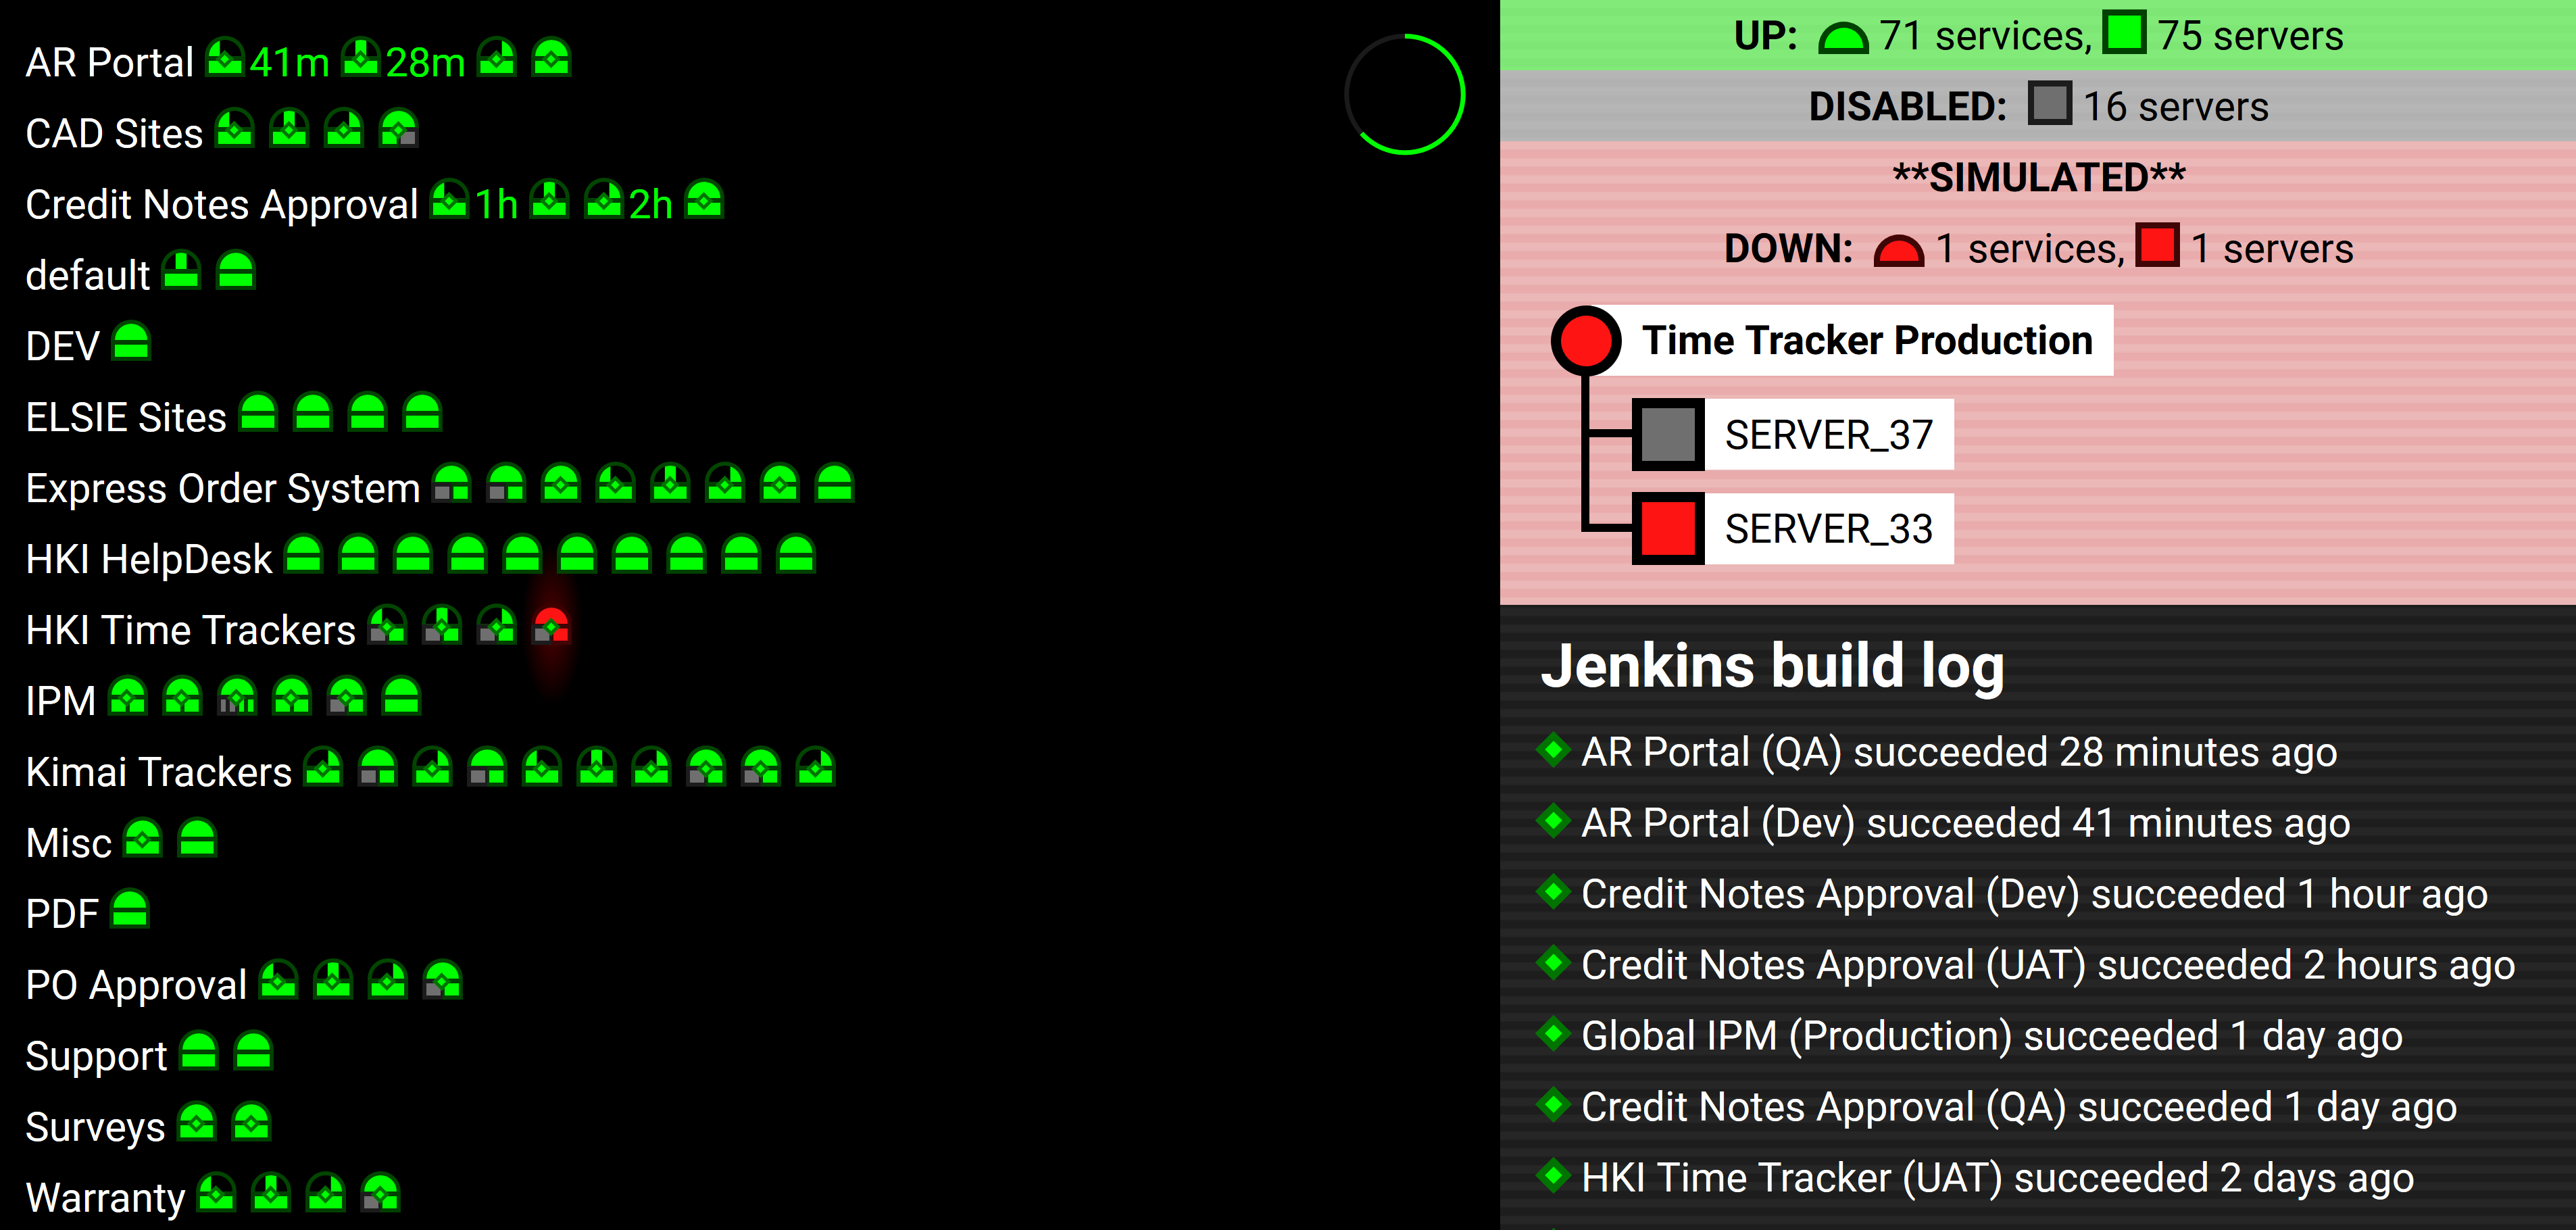 AR Portal 41m 28m
CAD Sites
Credit Notes Approval 1h 2h
default
DEV
ELSIE Sites
Express Order System
HKI HelpDesk
HKI Time Trackers
IPM
Kimai Trackers
Misc
PDF
PO Approval
Support
Surveys
Warranty
UP: 71 services, 75 servers
DISABLED: 16 servers
**SIMULATED**
DOWN: 1 services, 1 servers
Time Tracker Production
SERVER_37
SERVER_33
Jenkins build log
AR Portal (QA) succeeded 28 minutes ago
AR Portal (Dev) succeeded 41 minutes ago
Credit Notes Approval (Dev) succeeded 1 hour ago
Credit Notes Approval (UAT) succeeded 2 hours ago
Global IPM (Production) succeeded 1 day ago
Credit Notes Approval (QA) succeeded 1 day ago
HKI Time Tracker (UAT) succeeded 2 days ago